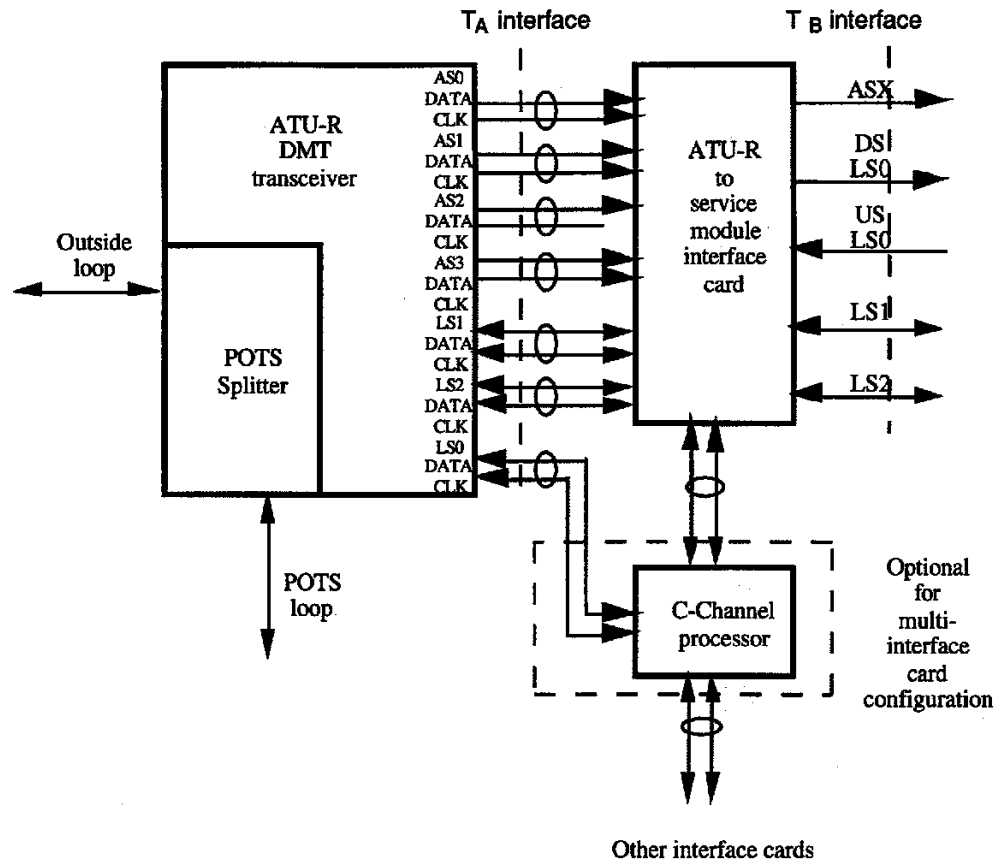 T A interface
T B interface
ATU-R
DMT
transceiver
AS0
DATA
CLK
AS1
DATA
CLK
AS2
DATA
CLK
AS3
DATA
CLK
LS1
DATA
CLK
LS2
DATA
CLK
LS0
DATA
CLK
ATU-R
to
service
module
interface
card
ASX
DS
LS0
US
LS0
LS1
LS2
Outside
loop
POTS
Splitter
POTS
loop
C-Channel
processor
Optional
for
multi-
interface
card
configuration
Other interface cards